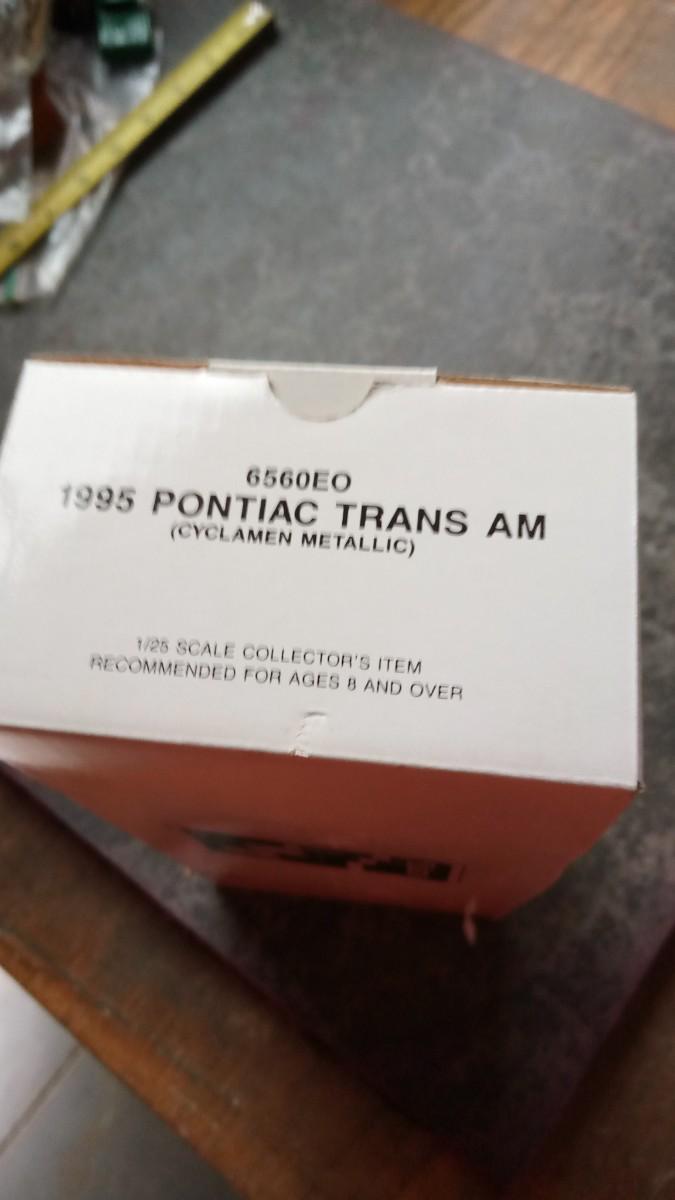 6560EO
1995 PONTIAC TRANS AM
(CYCLAMEN METALLIC)
1/25 SCALE COLLECTOR'S ITEM
RECOMMENDED FOR AGES 8 AND OVER